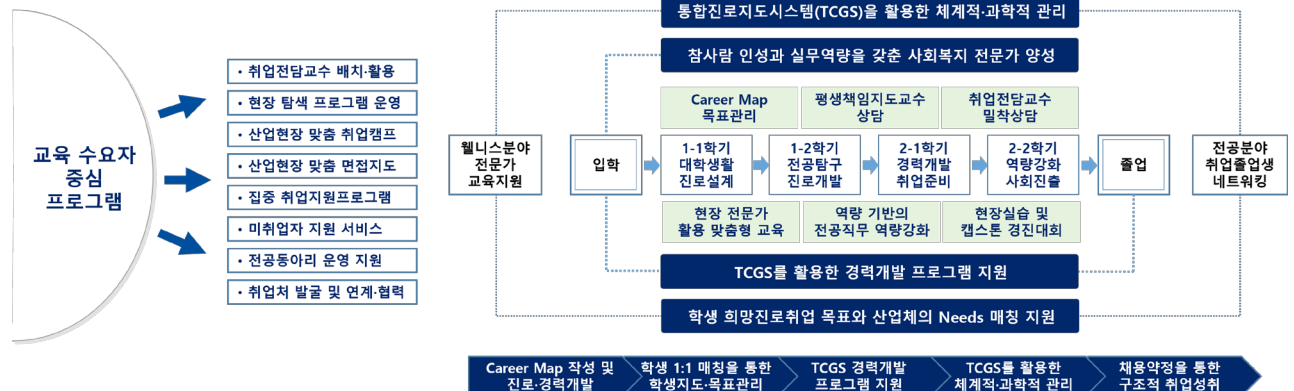 교육 수요자
중심
프로그램
• 취업전담교수 배치·활용
• 현장 탐색 프로그램 운영
• 산업현장 맞춤 취업캠프
• 산업현장 맞춤 면접지도
• 집중 취업지원프로그램
• 미취업자 지원 서비스
• 전공동아리 운영 지원
• 취업처 발굴 및 연계·협력
통합진로지도시스템(TCGS)을 활용한 체계적·과학적 관리
참사람 인성과 실무역량을 갖춘 사회복지 전문가 양성
Career Map
목표관리
평생책임지도교수
상담
취업전담교수
밀착상담
웰니스분야
전문가
교육지원
입학
1-1학기
대학생활
진로설계
1-2학기
전공탐구
진로개발
2-1학기
경력개발
취업준비
2-2학기
역량강화
사회진출
졸업
전공분야
취업졸업생
네트워킹
현장 전문가
활용 맞춤형 교육
역량 기반의
전공직무 역량강화
현장실습 및
캡스톤 경진대회
TCGS를 활용한 경력개발 프로그램 지원
학생 희망진로취업 목표와 산업체의 Needs 매칭 지원
Career Map 작성 및
진로·경력개발
학생 1:1 매칭을 통한
학생지도·목표관리
TCGS 경력개발
프로그램 지원
TCGS를 활용한
체계적·과학적 관리
채용약정을 통한
구조적 취업성취